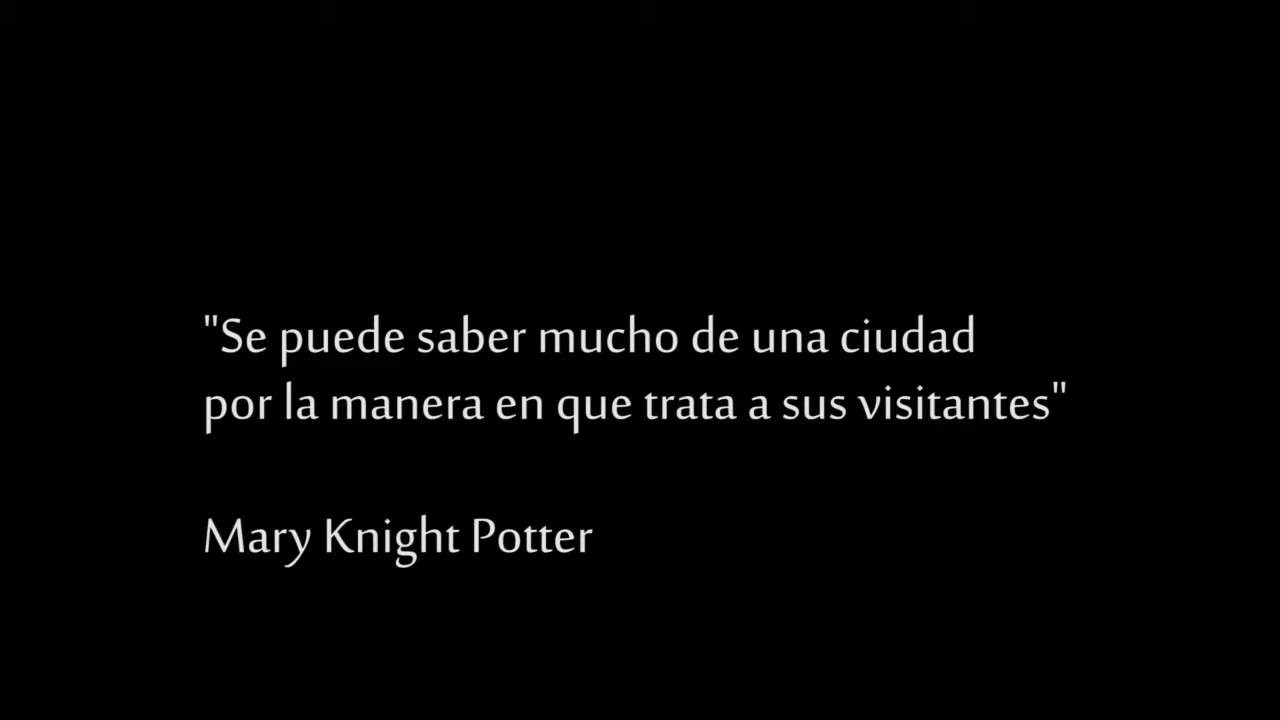 "Se puede saber mucho de una ciudad
por la manera en que trata a sus visitantes"
Mary Knight Potter